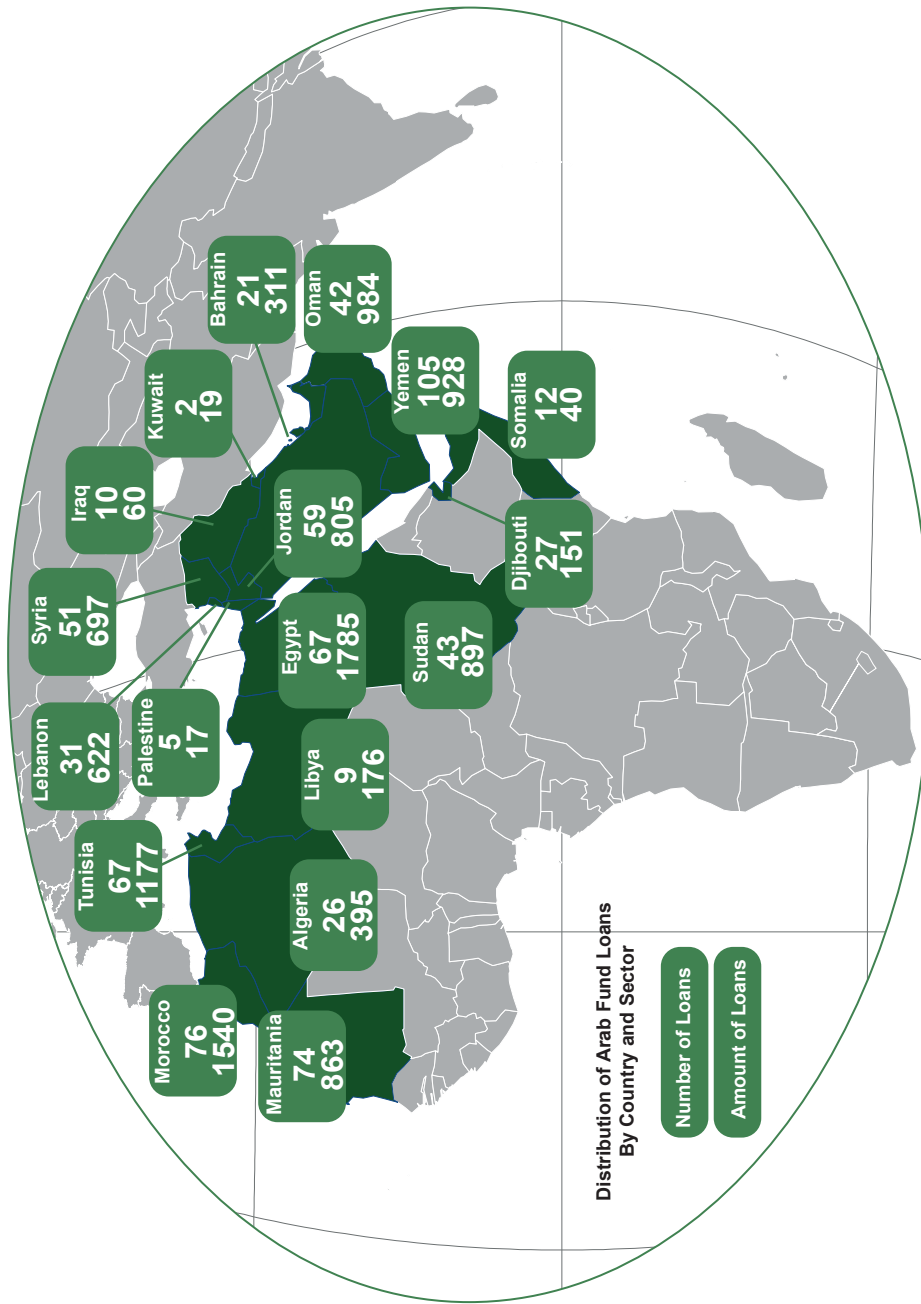 Morocco
76
1540
Tunisia
67
1177
Lebanon
31
622
Syria
51
697
Iraq
10
60
Kuwait
2
19
Bahrain
21
311
Palestine
5
17
Jordan
59
805
Oman
42
984
Mauritania
74
863
Algeria
26
395
Libya
9
176
Egypt
67
1785
Sudan
43
897
Yemen
105
928
Djibouti
27
151
Somalia
12
40
Distribution of Arab Fund Loans
By Country and Sector
Number of Loans
Amount of Loans